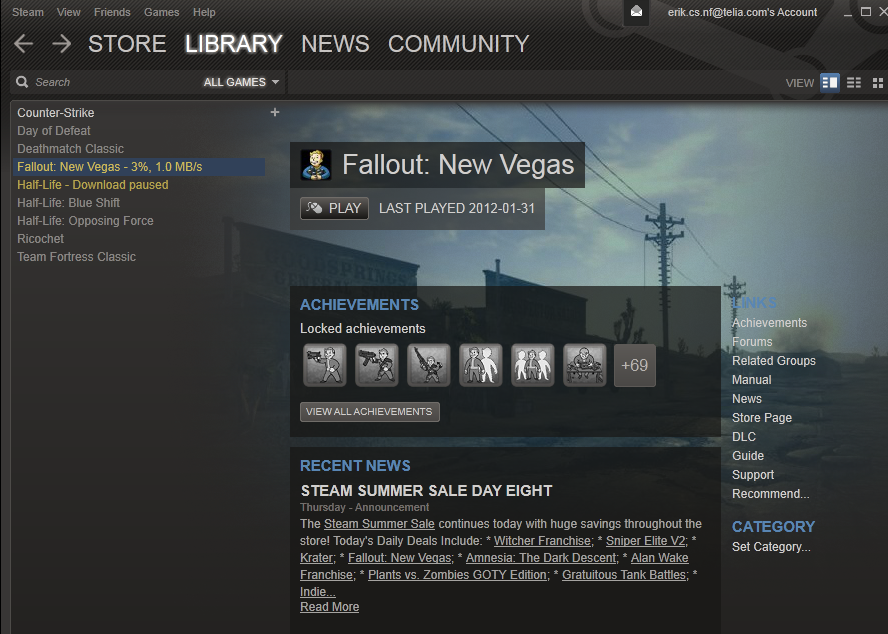 Steam View Friends Games Help
erik.cs.nf@telia.com's Account
STORE LIBRARY NEWS COMMUNITY
Search ALL GAMES
VIEW
Counter-Strike
Day of Defeat
Deathmatch Classic
Fallout: New Vegas - 3%, 1.0 MB/s
Half-Life - Download paused
Half-Life: Blue Shift
Half-Life: Opposing Force
Ricochet
Team Fortress Classic
Fallout: New Vegas
PLAY LAST PLAYED 2012-01-31
GOODSPRINGS
GENERAL
ACHIEVEMENTS
Locked achievements
+69
VIEW ALL ACHIEVEMENTS
RECENT NEWS
STEAM SUMMER SALE DAY EIGHT
Thursday - Announcement
The Steam Summer Sale continues today with huge savings throughout the
store! Today's Daily Deals Include: * Witcher Franchise; * Sniper Elite V2; *
Krater; * Fallout: New Vegas; * Amnesia: The Dark Descent; * Alan Wake
Franchise; * Plants vs. Zombies GOTY Edition; * Gratuitous Tank Battles; *
Indie...
Read More
LINKS
Achievements
Forums
Related Groups
Manual
News
Store Page
DLC
Guide
Support
Recommend...
CATEGORY
Set Category...